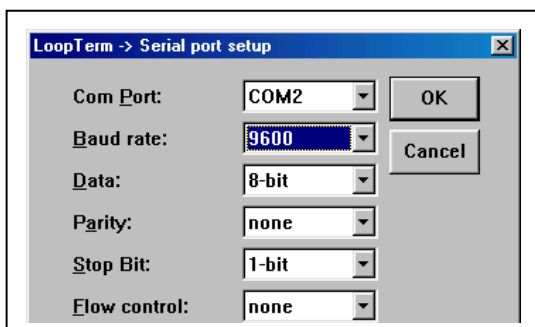 LoopTerm -> Serial port setup
Com Port: COM2 OK
Baud rate: 9600 Cancel
Data: 8-bit
Parity: none
Stop Bit: 1-bit
Flow control: none